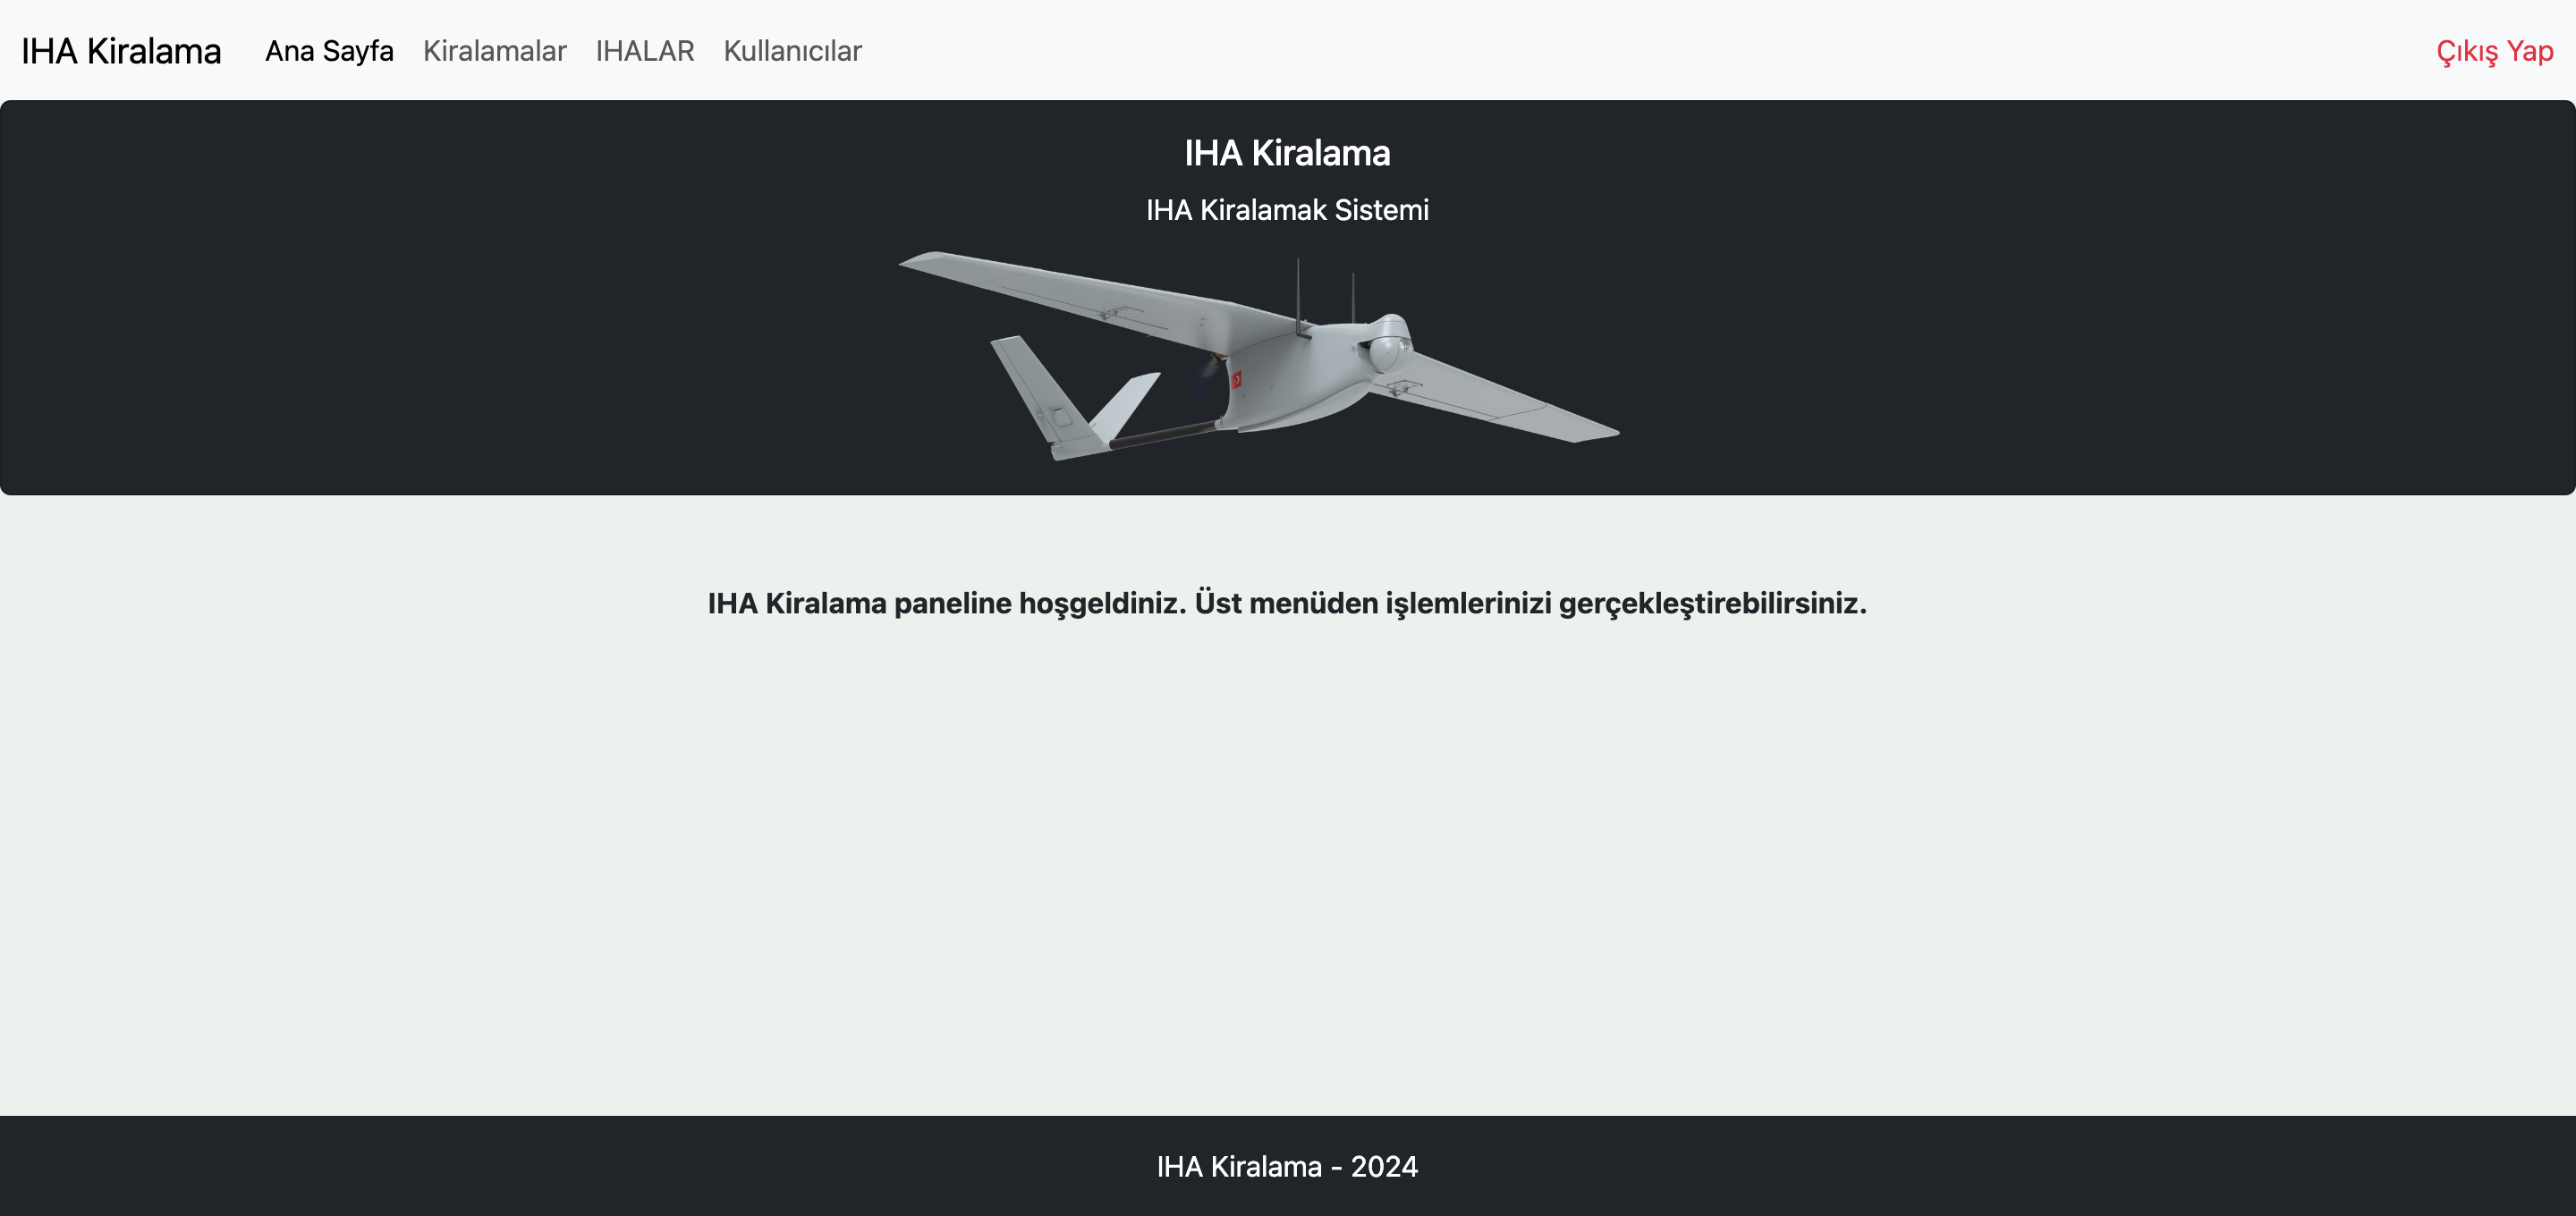 IHA Kiralama
Ana Sayfa
Kiralamalar
IHALAR
Kullanıcılar
Çıkış Yap
IHA Kiralama
IHA Kiralamak Sistemi
IHA Kiralama paneline hoşgeldiniz. Üst menüden işlemlerinizi gerçekleştirebilirsiniz.
IHA Kiralama - 2024